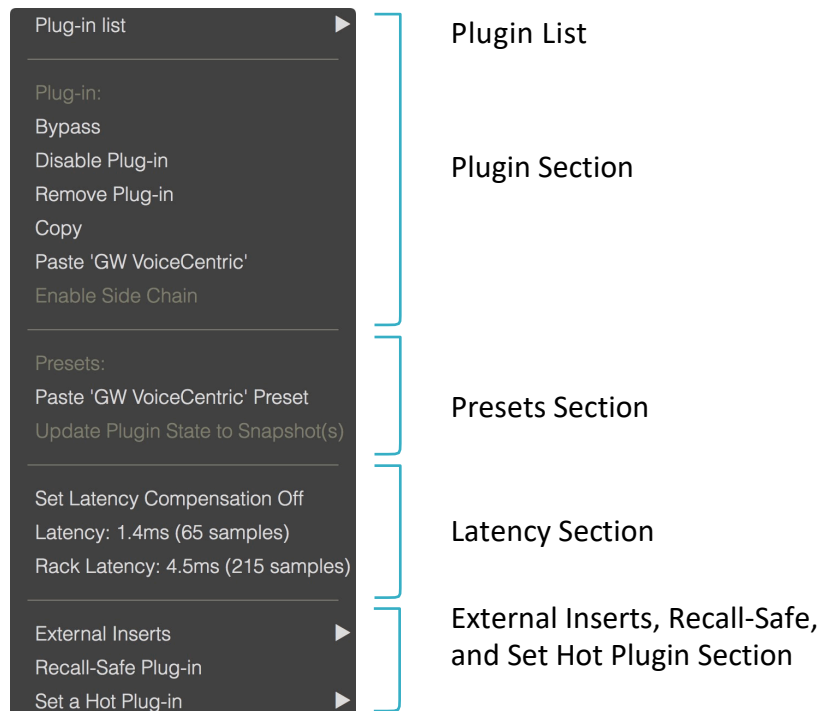 Plug-in list ▶
Plug-in:
Bypass
Disable Plug-in
Remove Plug-in
Copy
Paste 'GW VoiceCentric'
Enable Side Chain
Presets:
Paste 'GW VoiceCentric' Preset
Update Plugin State to Snapshot(s)
Set Latency Compensation Off
Latency: 1.4ms (65 samples)
Rack Latency: 4.5ms (215 samples)
External Inserts ▶
Recall-Safe Plug-in
Set a Hot Plug-in ▶
Plugin List
Plugin Section
Presets Section
Latency Section
External Inserts, Recall-Safe,
and Set Hot Plugin Section